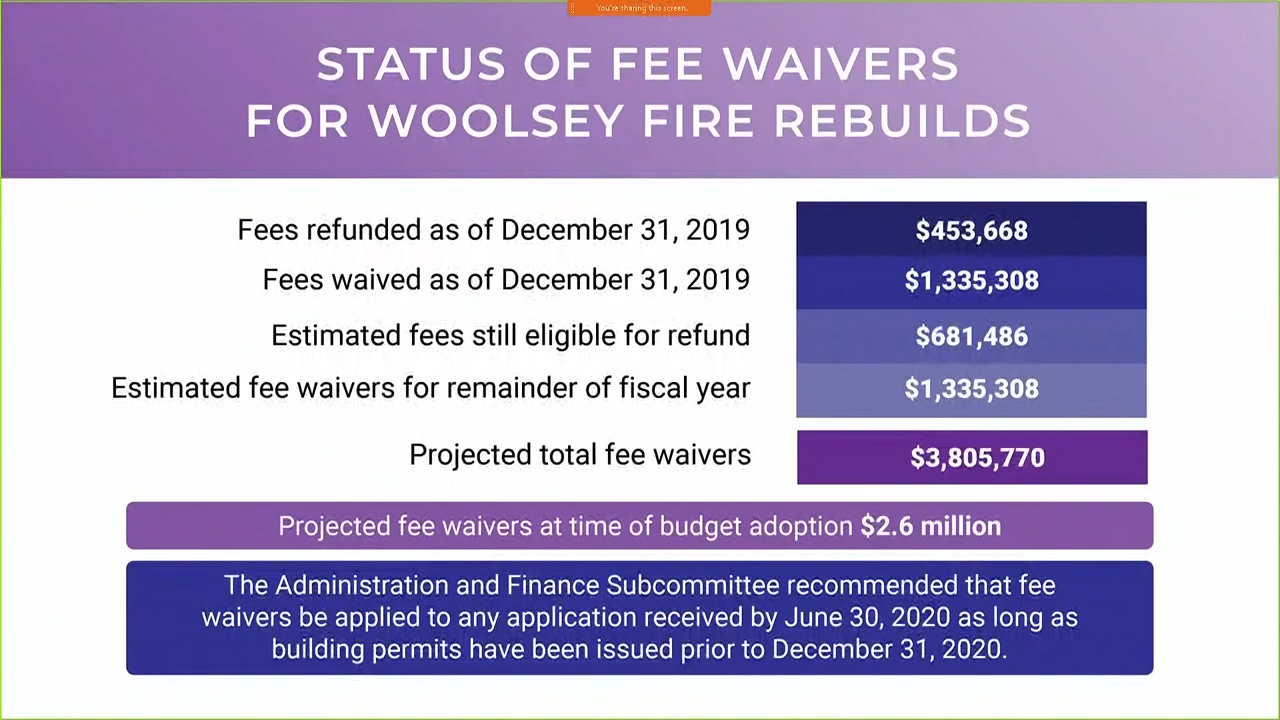 You're sharing this screen.
STATUS OF FEE WAIVERS
FOR WOOLSEY FIRE REBUILDS
Fees refunded as of December 31, 2019 $453,668
Fees waived as of December 31, 2019 $1,335,308
Estimated fees still eligible for refund $681,486
Estimated fee waivers for remainder of fiscal year $1,335,308
Projected total fee waivers $3,805,770
Projected fee waivers at time of budget adoption $2.6 million
The Administration and Finance Subcommittee recommended that fee
waivers be applied to any application received by June 30, 2020 as long as
building permits have been issued prior to December 31, 2020.